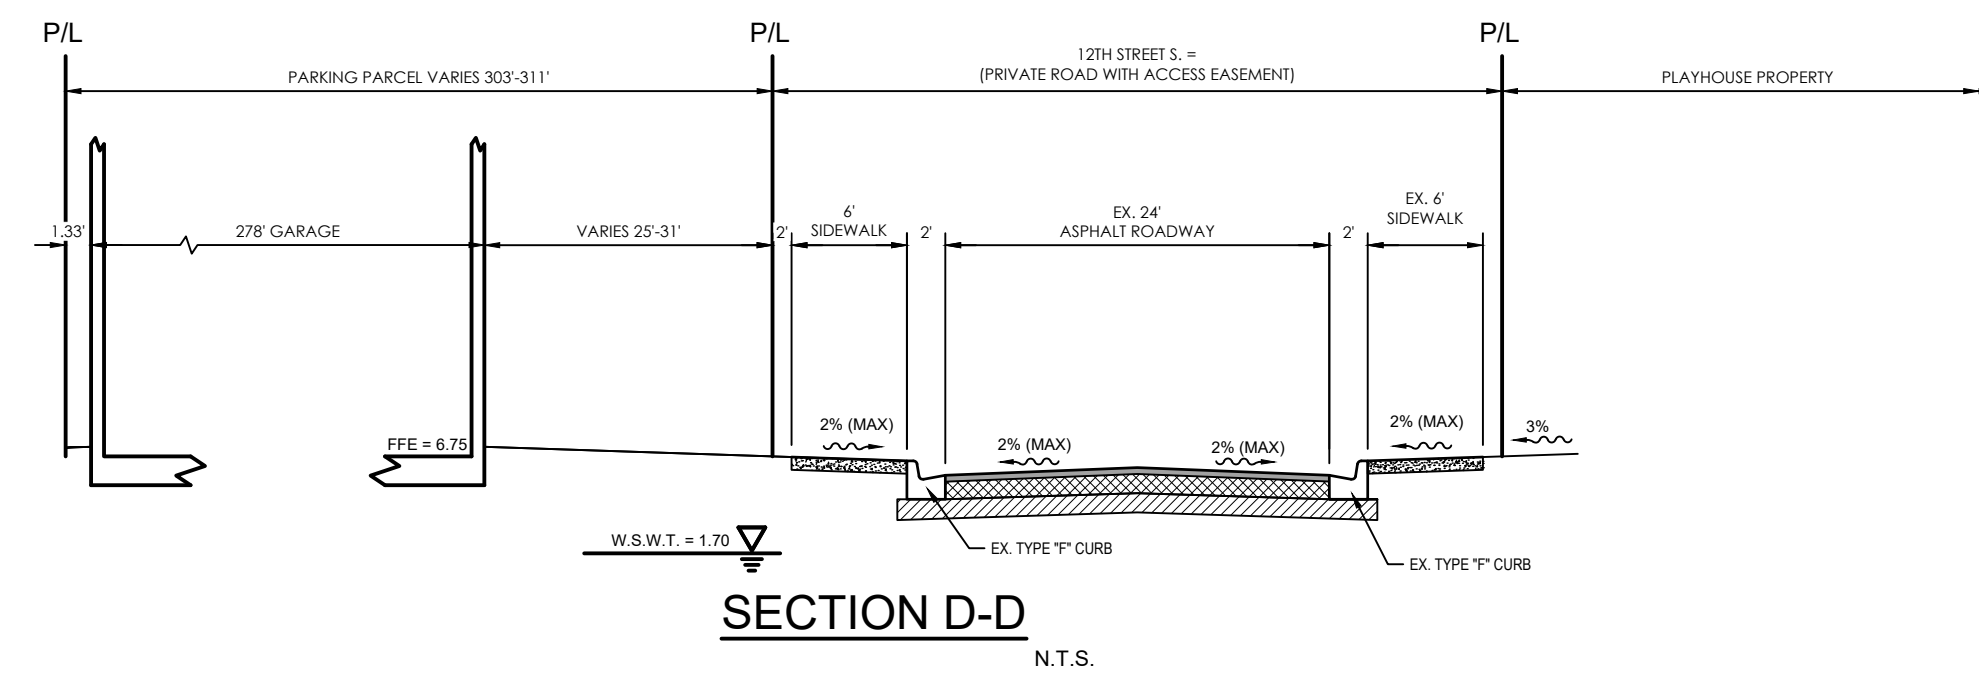 P/L
P/L
P/L
PARKING PARCEL VARIES 303'-311'
12TH STREET S. =
(PRIVATE ROAD WITH ACCESS EASEMENT)
PLAYHOUSE PROPERTY
1.33'
278' GARAGE
VARIES 25'-31'
2'
6'
SIDEWALK
2'
EX. 24'
ASPHALT ROADWAY
2'
EX. 6'
SIDEWALK
FFE = 6.75
2% (MAX)
2% (MAX)
2% (MAX)
2% (MAX)
3%
W.S.W.T. = 1.70
EX. TYPE "F" CURB
EX. TYPE "F" CURB
SECTION D-D
N.T.S.